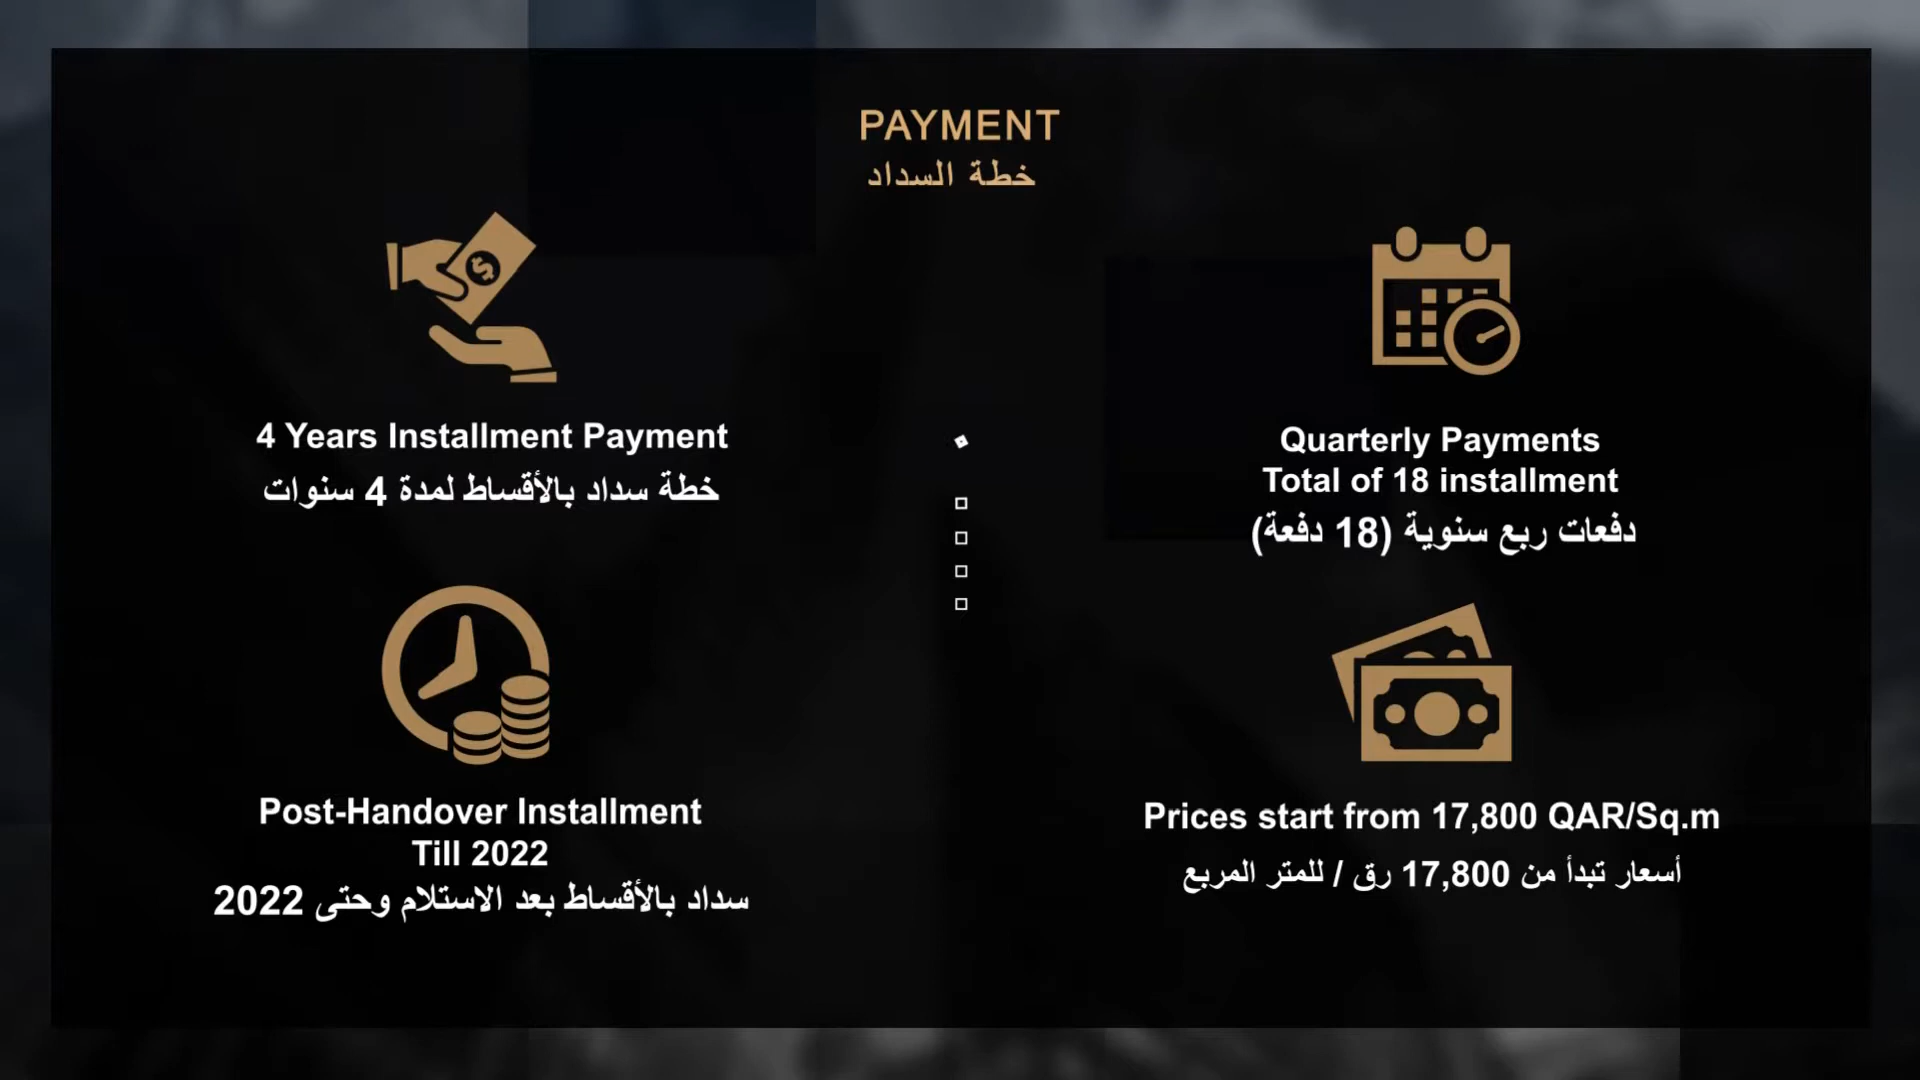 PAYMENT
خطة السداد
4 Years Installment Payment
خطة سداد بالأقساط لمدة 4 سنوات
Quarterly Payments
Total of 18 installment
دفعات ربع سنوية (18 دفعة)
Post-Handover Installment
Till 2022
سداد بالأقساط بعد الاستلام وحتى 2022
Prices start from 17,800 QAR/Sq.m
أسعار تبدأ من 17,800 رق / للمتر المربع